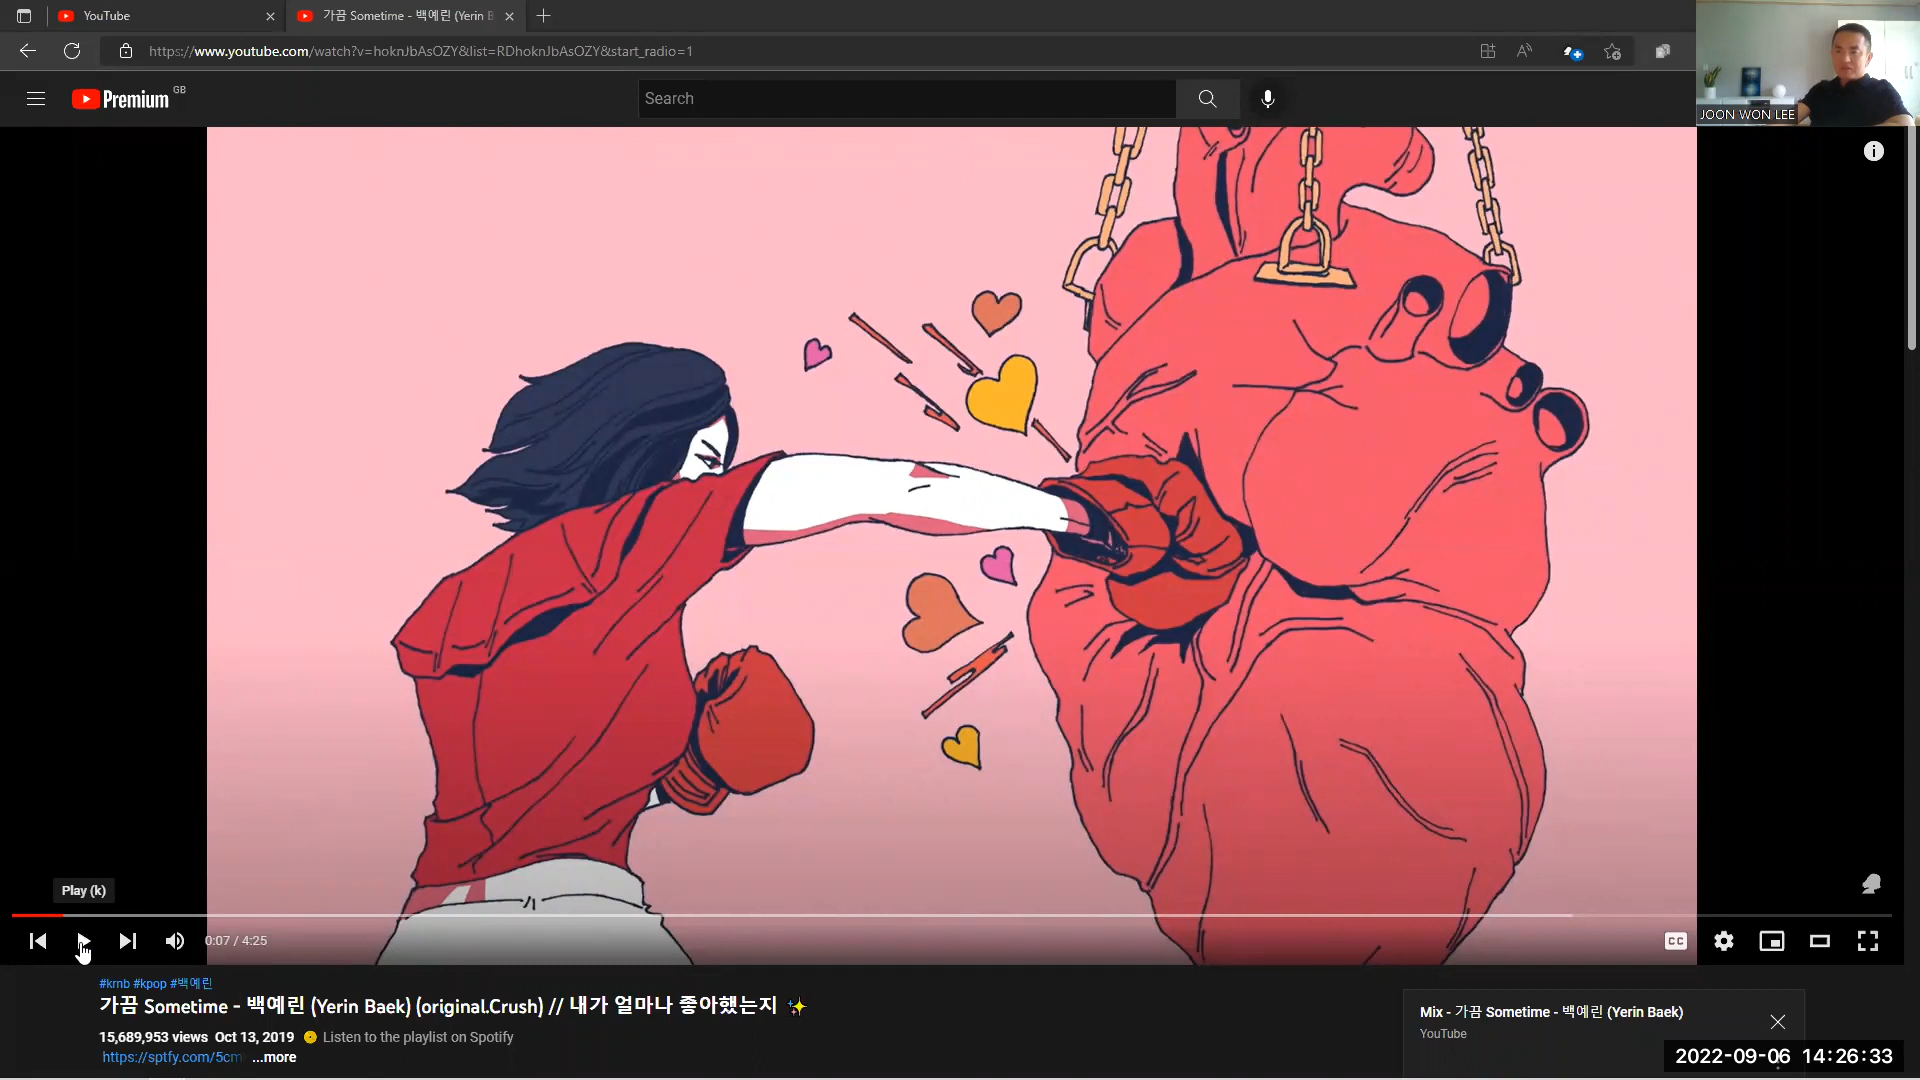 YouTube
가끔 Sometime - 백예린 (Yerin B
https://www.youtube.com/watch?v=hoknJbAsOZY&list=RDhoknJbAsOZY&start_radio=1
Premium GB
Search
JOON WON LEE
Play (k)
0:07 / 4:25
CC
#krnb #kpop #백예린
가끔 Sometime - 백예린 (Yerin Baek) (original.Crush) // 내가 얼마나 좋아했는지 ✨
15,689,953 views Oct 13, 2019 Listen to the playlist on Spotify
https://sptfy.com/5cm ...more
Mix - 가끔 Sometime - 백예린 (Yerin Baek)
YouTube
2022-09-06 14:26:33